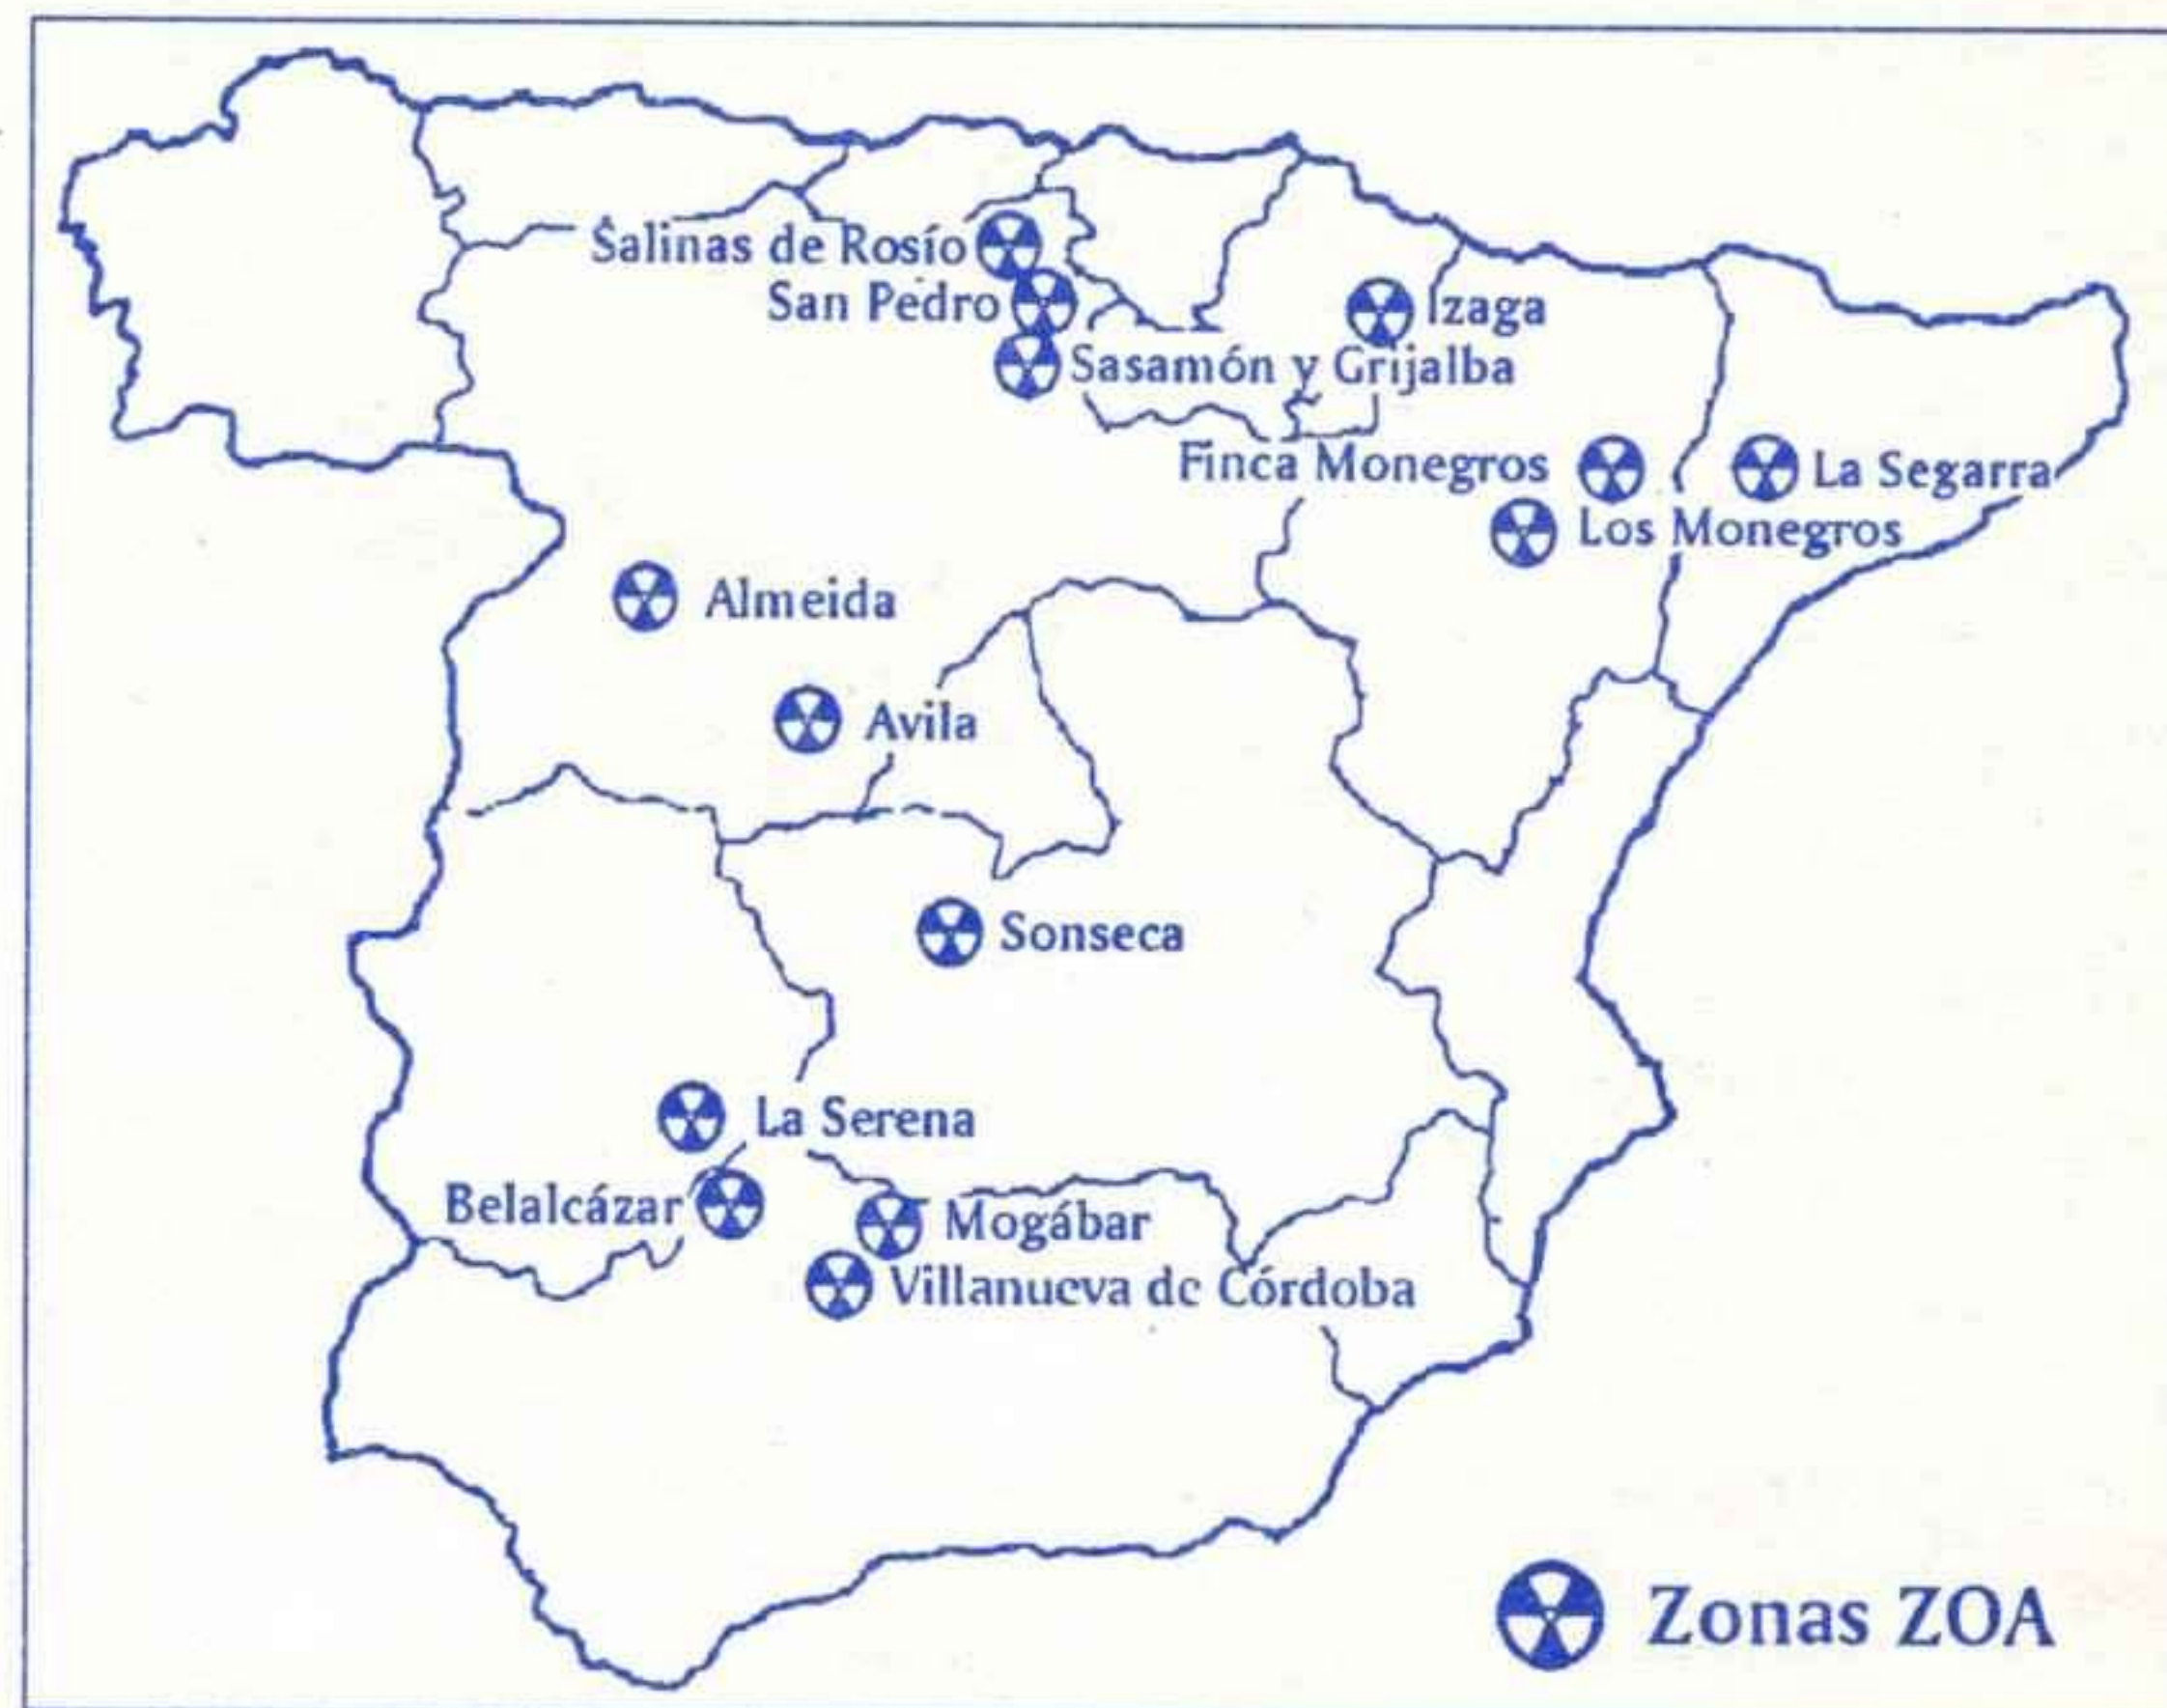 Salinas de Rosío
San Pedro
Izaga
Sasamón y Grijalba
Finca Monegros
La Segarra
Los Monegros
Almeida
Avila
Sonseca
La Serena
Belalcázar
Mogábar
Villanueva de Córdoba
Zonas ZOA